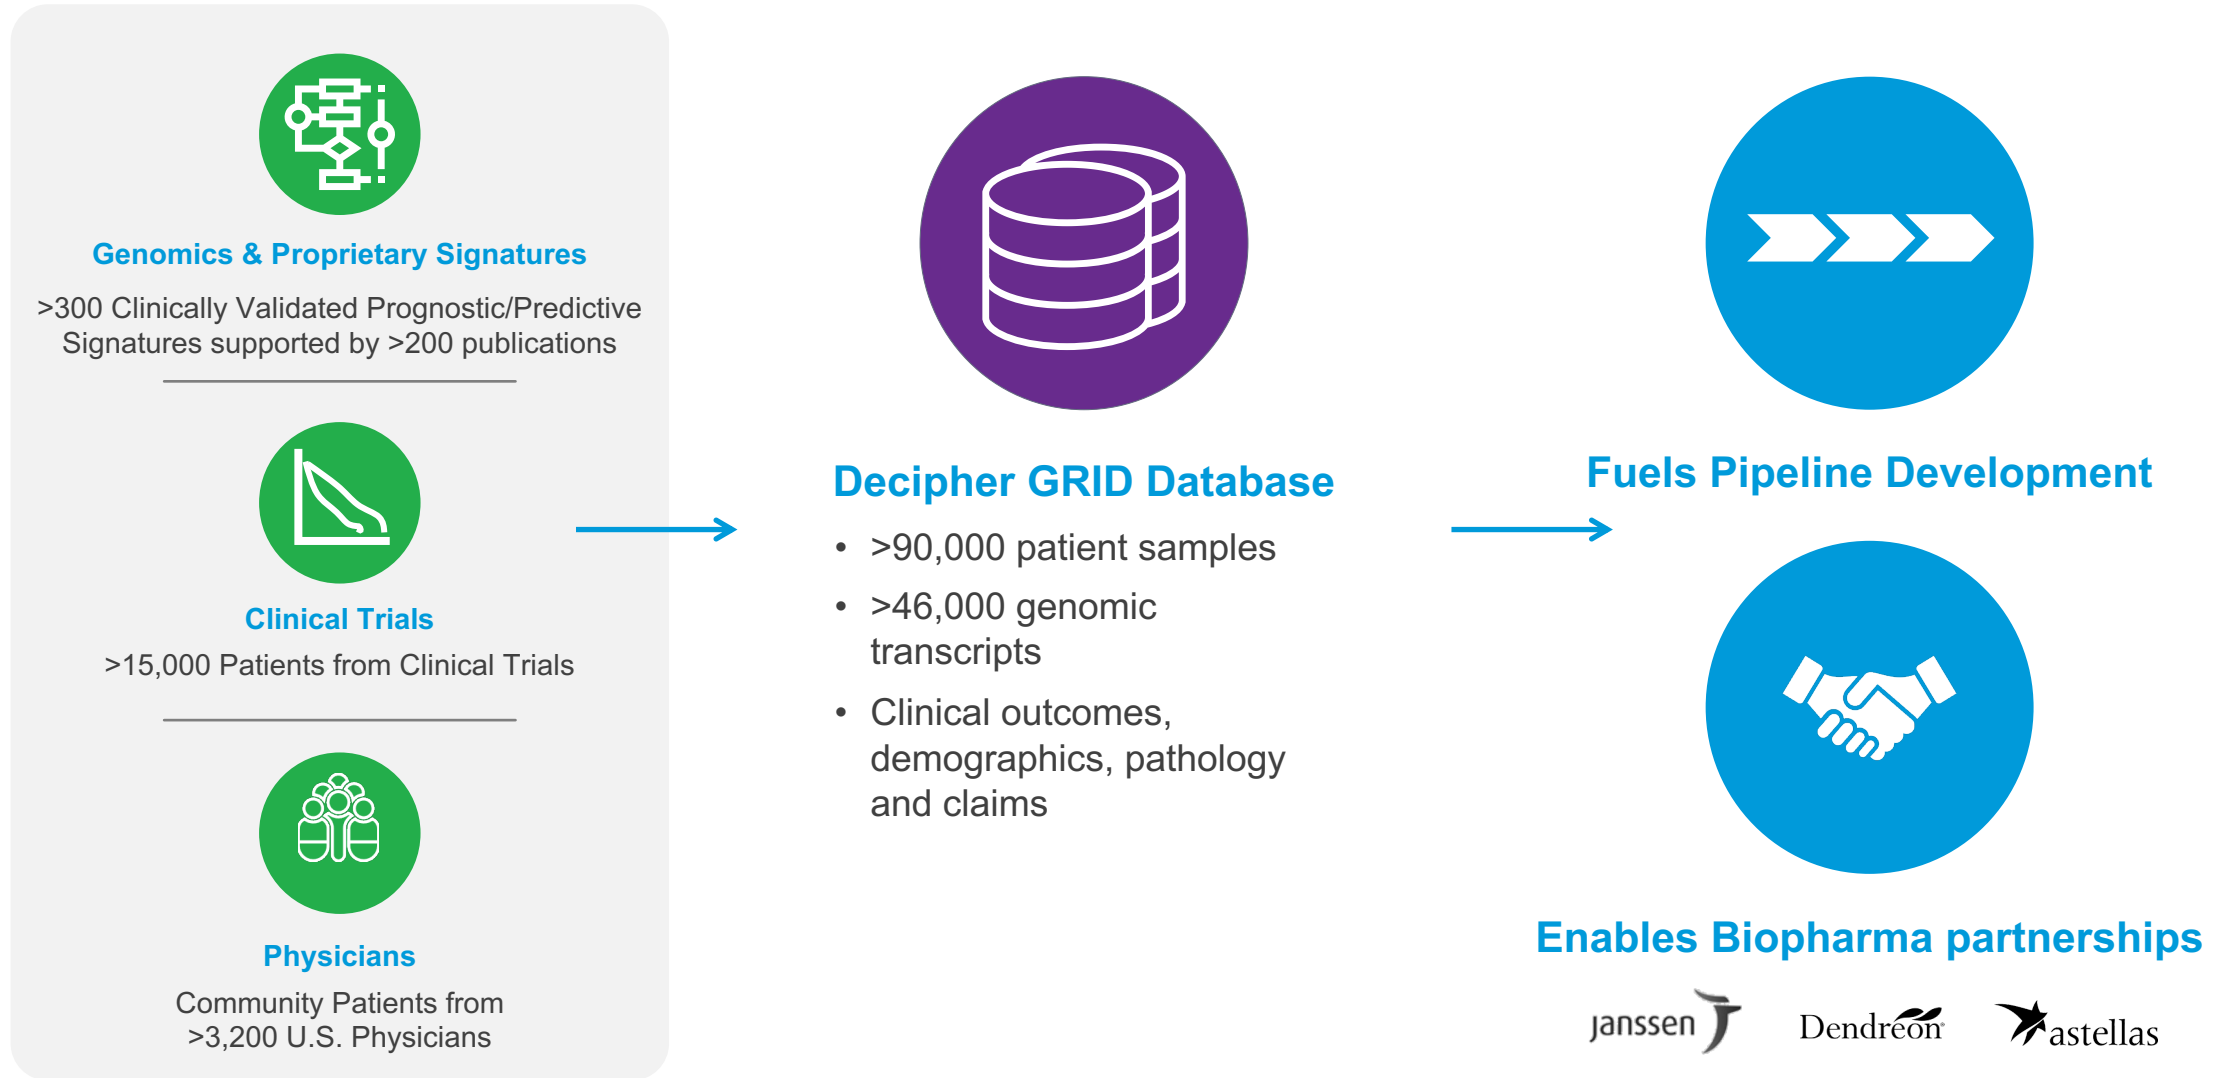 Genomics & Proprietary Signatures
>300 Clinically Validated Prognostic/Predictive
Signatures supported by >200 publications
Clinical Trials
>15,000 Patients from Clinical Trials
Physicians
Community Patients from
>3,200 U.S. Physicians
Decipher GRID Database
• >90,000 patient samples
• >46,000 genomic
transcripts
• Clinical outcomes,
demographics, pathology
and claims
Fuels Pipeline Development
Enables Biopharma partnerships
janssen
Dendreon®
astellas